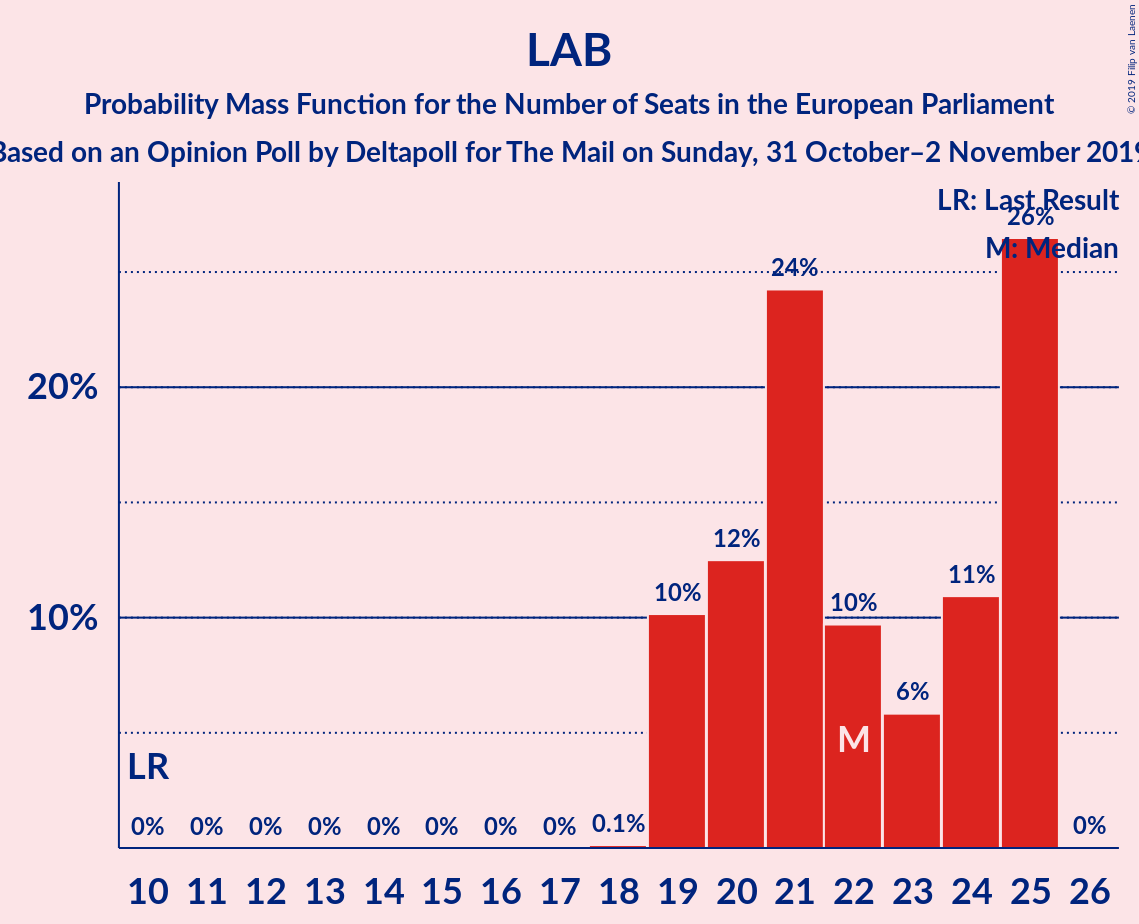 © 2019 Filip van Laenen
LAB
Probability Mass Function for the Number of Seats in the European Parliament
Based on an Opinion Poll by Deltapoll for The Mail on Sunday, 31 October–2 November 2019
LR: Last Result
M: Median
26%
24%
20%
12%
10%
11%
10%
10%
6%
M
LR
0% 0% 0% 0% 0% 0% 0% 0% 0.1% 0%
10 11 12 13 14 15 16 17 18 19 20 21 22 23 24 25 26